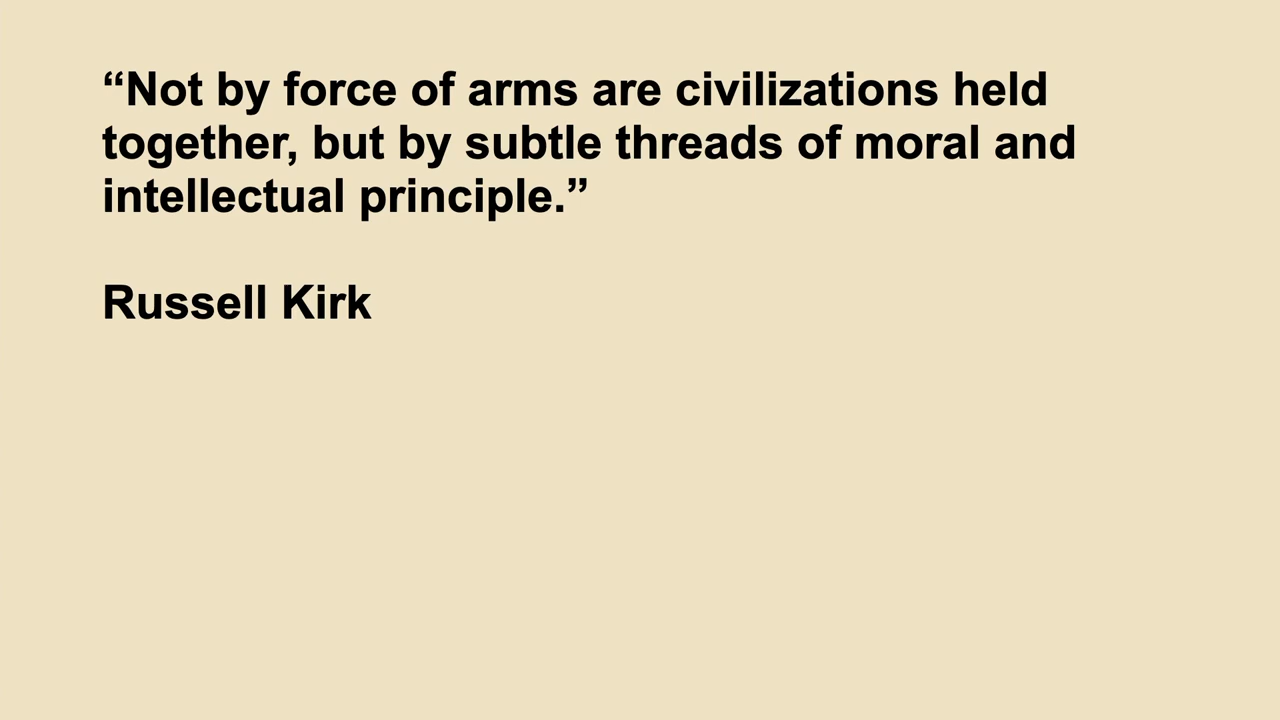 “Not by force of arms are civilizations held
together, but by subtle threads of moral and
intellectual principle.”
Russell Kirk